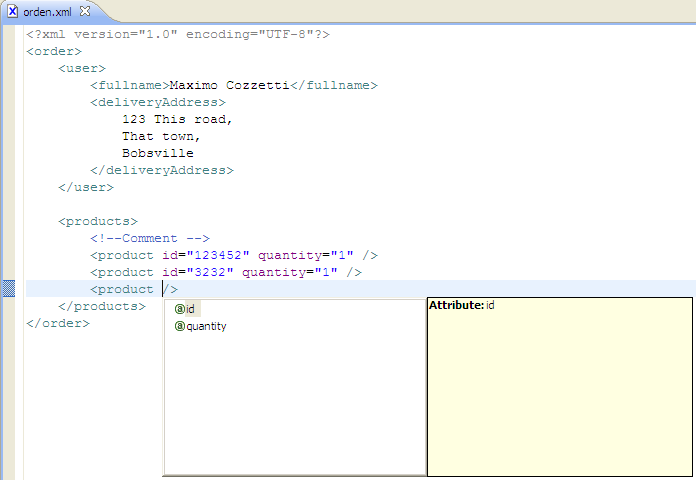 orden.xml
<?xml version="1.0" encoding="UTF-8"?>
<order>
<user>
<fullname>Maximo Cozzetti</fullname>
<deliveryAddress>
123 This road,
That town,
Bobsville
</deliveryAddress>
</user>
<products>
<!--Comment -->
<product id="123452" quantity="1" />
<product id="3232" quantity="1" />
<product />
</products>
</order>
@ id
@ quantity
Attribute: id